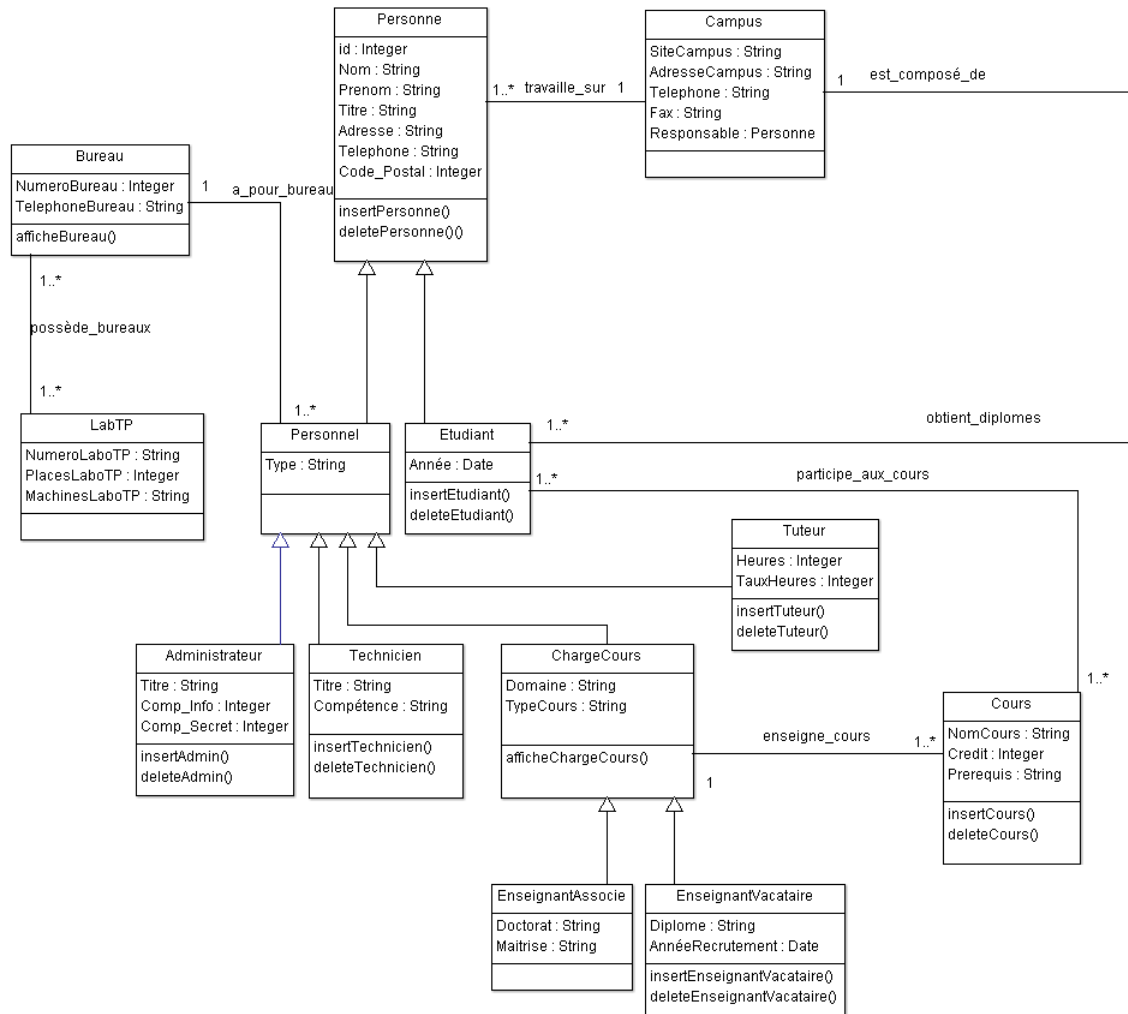 Personne
id : Integer
Nom : String
Prenom : String
Titre : String
Adresse : String
Telephone : String
Code_Postal : Integer
insertPersonne()
deletePersonne()()
1..* travaille_sur 1
Campus
SiteCampus : String
AdresseCampus : String
Telephone : String
Fax : String
Responsable : Personne
1 est_composé_de
Bureau
NumeroBureau : Integer
TelephoneBureau : String
afficheBureau()
1 a_pour_bureau
1..*
1..*
possède_bureaux
1..*
LabTP
NumeroLaboTP : String
PlacesLaboTP : Integer
MachinesLaboTP : String
Personnel
Type : String
Etudiant
Année : Date
insertEtudiant()
deleteEtudiant()
1..* obtient_diplomes
1..* participe_aux_cours
1..*
Tuteur
Heures : Integer
TauxHeures : Integer
insertTuteur()
deleteTuteur()
Administrateur
Titre : String
Comp_Info : Integer
Comp_Secret : Integer
insertAdmin()
deleteAdmin()
Technicien
Titre : String
Compétence : String
insertTechnicien()
deleteTechnicien()
ChargeCours
Domaine : String
TypeCours : String
afficheChargeCours()
1 enseigne_cours 1..*
Cours
NomCours : String
Credit : Integer
Prerequis : String
insertCours()
deleteCours()
EnseignantAssocie
Doctorat : String
Maitrise : String
EnseignantVacataire
Diplome : String
AnnéeRecrutement : Date
insertEnseignantVacataire()
deleteEnseignantVacataire()